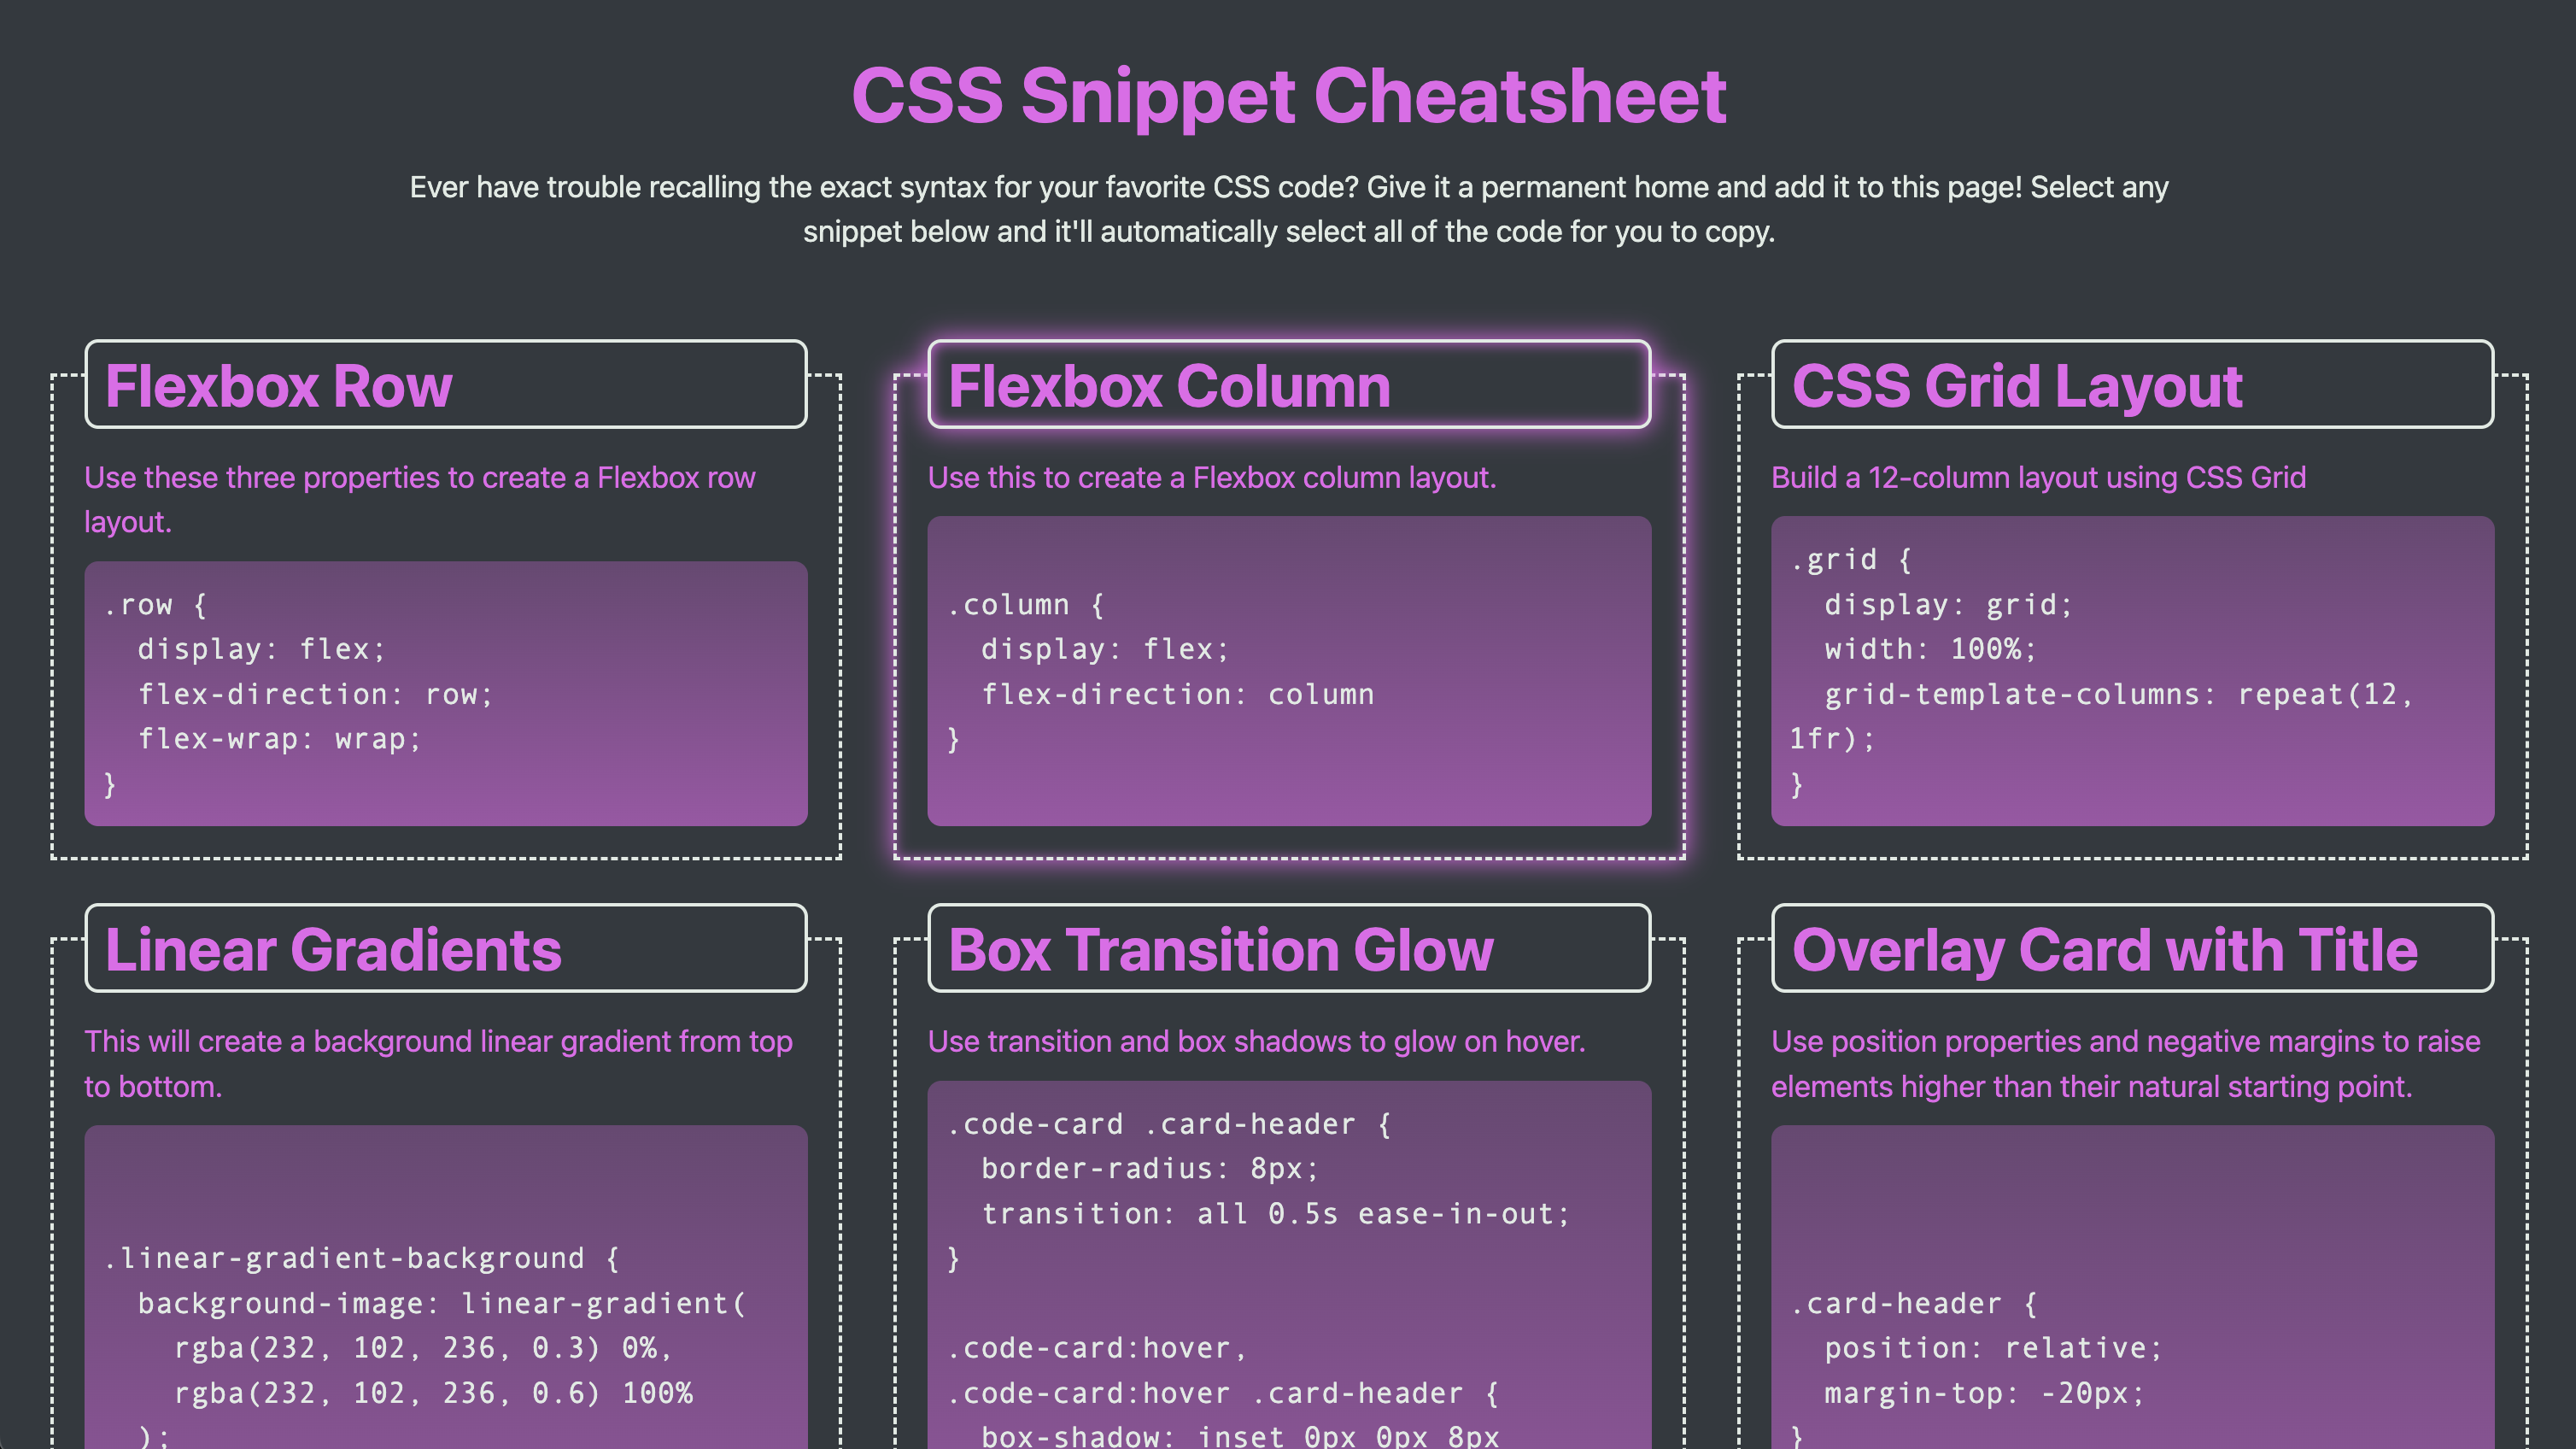 CSS Snippet Cheatsheet
Ever have trouble recalling the exact syntax for your favorite CSS code? Give it a permanent home and add it to this page! Select any
snippet below and it'll automatically select all of the code for you to copy.
Flexbox Row
Use these three properties to create a Flexbox row
layout.
.row {
  display: flex;
  flex-direction: row;
  flex-wrap: wrap;
}
Flexbox Column
Use this to create a Flexbox column layout.
.column {
  display: flex;
  flex-direction: column
}
CSS Grid Layout
Build a 12-column layout using CSS Grid
.grid {
  display: grid;
  width: 100%;
  grid-template-columns: repeat(12,
1fr);
}
Linear Gradients
This will create a background linear gradient from top
to bottom.
.linear-gradient-background {
  background-image: linear-gradient(
    rgba(232, 102, 236, 0.3) 0%,
    rgba(232, 102, 236, 0.6) 100%
  );
Box Transition Glow
Use transition and box shadows to glow on hover.
.code-card .card-header {
  border-radius: 8px;
  transition: all 0.5s ease-in-out;
}
.code-card:hover,
.code-card:hover .card-header {
  box-shadow: inset 0px 0px 8px
Overlay Card with Title
Use position properties and negative margins to raise
elements higher than their natural starting point.
.card-header {
  position: relative;
  margin-top: -20px;
}